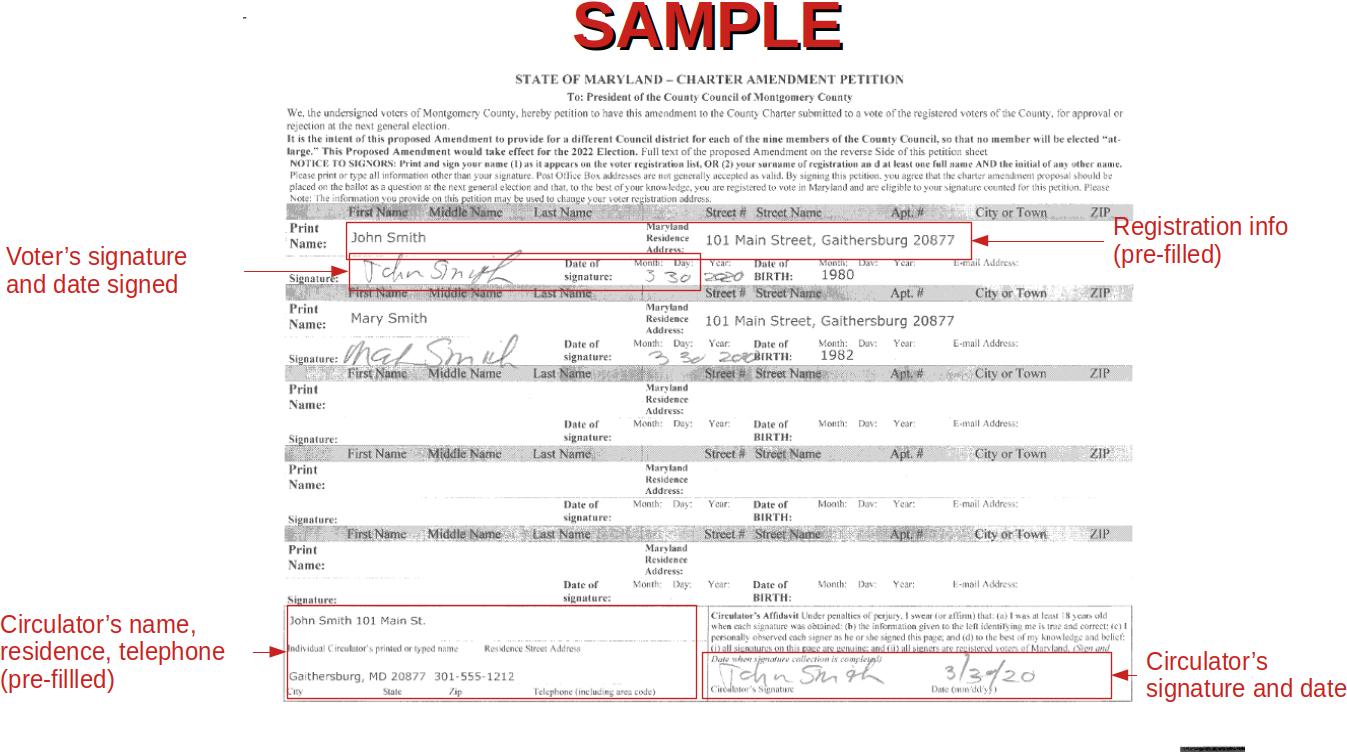 SAMPLE
STATE OF MARYLAND – CHARTER AMENDMENT PETITION
To: President of the County Council of Montgomery County
We, the undersigned voters of Montgomery County, hereby petition to have this amendment to the County Charter submitted to a vote of the registered voters of the County, for approval or
rejection at the next general election.
It is the intent of this proposed Amendment to provide for a different Council district for each of the nine members of the County Council, so that no member will be elected “at-
large.” This Proposed Amendment would take effect for the 2022 Election. Full text of the proposed Amendment on the reverse Side of this petition sheet
NOTICE TO SIGNORS: Print and sign your name (1) as it appears on the voter registration list, OR (2) your surname of registration an d at least one full name AND the initial of any other name.
Please print or type all information other than your signature. Post Office Box addresses are not generally accepted as valid. By signing this petition, you agree that the charter amendment proposal should be
placed on the ballot as a question at the next general election and that, to the best of your knowledge, you are registered to vote in Maryland and are eligible to your signature counted for this petition. Please
Note: The information you provide on this petition may be used to change your voter registration address.
First Name Middle Name Last Name Street # Street Name Apt. # City or Town ZIP
Print Name: John Smith Maryland Residence Address: 101 Main Street, Gaithersburg 20877
Registration info
(pre-filled)
Voter’s signature
and date signed
Signature: John Smith Date of signature: Month: Day: Year: 3 30 2020 Date of BIRTH: Month: Day: Year: 1980 E-mail Address:
First Name Middle Name Last Name Street # Street Name Apt. # City or Town ZIP
Print Name: Mary Smith Maryland Residence Address: 101 Main Street, Gaithersburg 20877
Signature: Smith Date of signature: Month: Day: Year: 3 30 2020 Date of BIRTH: Month: Day: Year: 1982 E-mail Address:
First Name Middle Name Last Name Street # Street Name Apt. # City or Town ZIP
Print Name: Maryland Residence Address:
Signature: Date of signature: Month: Day: Year: Date of BIRTH: Month: Day: Year: E-mail Address:
First Name Middle Name Last Name Street # Street Name Apt. # City or Town ZIP
Print Name: Maryland Residence Address:
Signature: Date of signature: Month: Day: Year: Date of BIRTH: Month: Day: Year: E-mail Address:
First Name Middle Name Last Name Street # Street Name Apt. # City or Town ZIP
Print Name: Maryland Residence Address:
Signature: Date of signature: Month: Day: Year: Date of BIRTH: Month: Day: Year: E-mail Address:
Circulator’s name,
residence, telephone
(pre-fillled)
John Smith 101 Main St.
Individual Circulator's printed or typed name Residence Street Address
Gaithersburg, MD 20877 301-555-1212
City State Zip Telephone (including area code)
Circulator's Affidavit Under penalties of perjury, I swear (or affirm) that: (a) I was at least 18 years old
when each signature was obtained; (b) the information given to the left identifying me is true and correct; (c) I
personally observed each signer as he or she signed this page; and (d) to the best of my knowledge and belief:
(i) all signatures on this page are genuine; and (ii) all signers are registered voters of Maryland. (Sign and
Date when signature collection is completed)
John Smith 3/30/20
Circulator's Signature Date (mm/dd/yy)
Circulator’s
signature and date